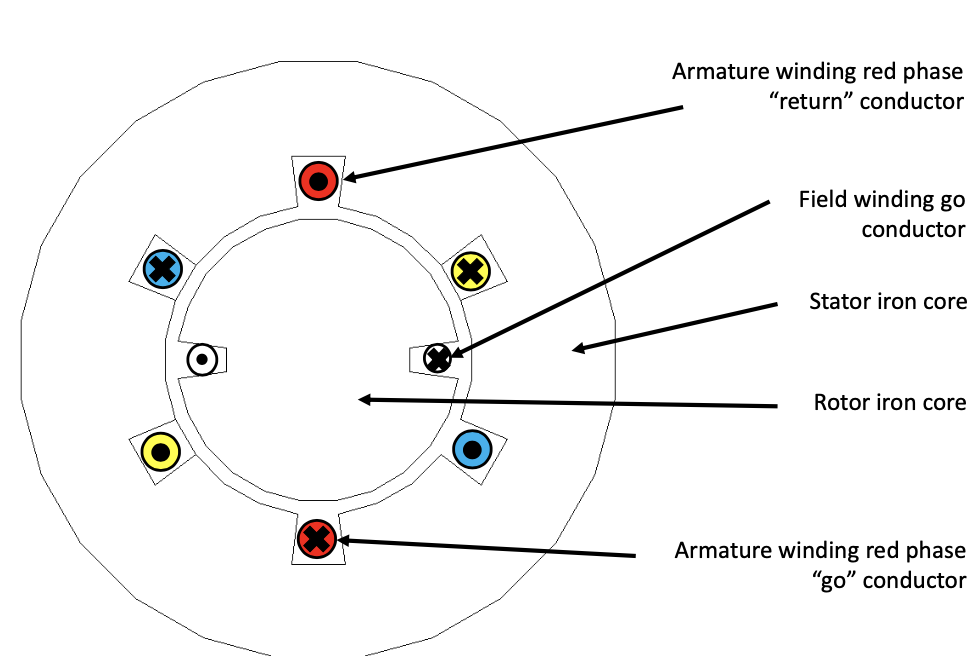 Armature winding red phase
“return” conductor
Field winding go
conductor
Stator iron core
Rotor iron core
Armature winding red phase
“go” conductor